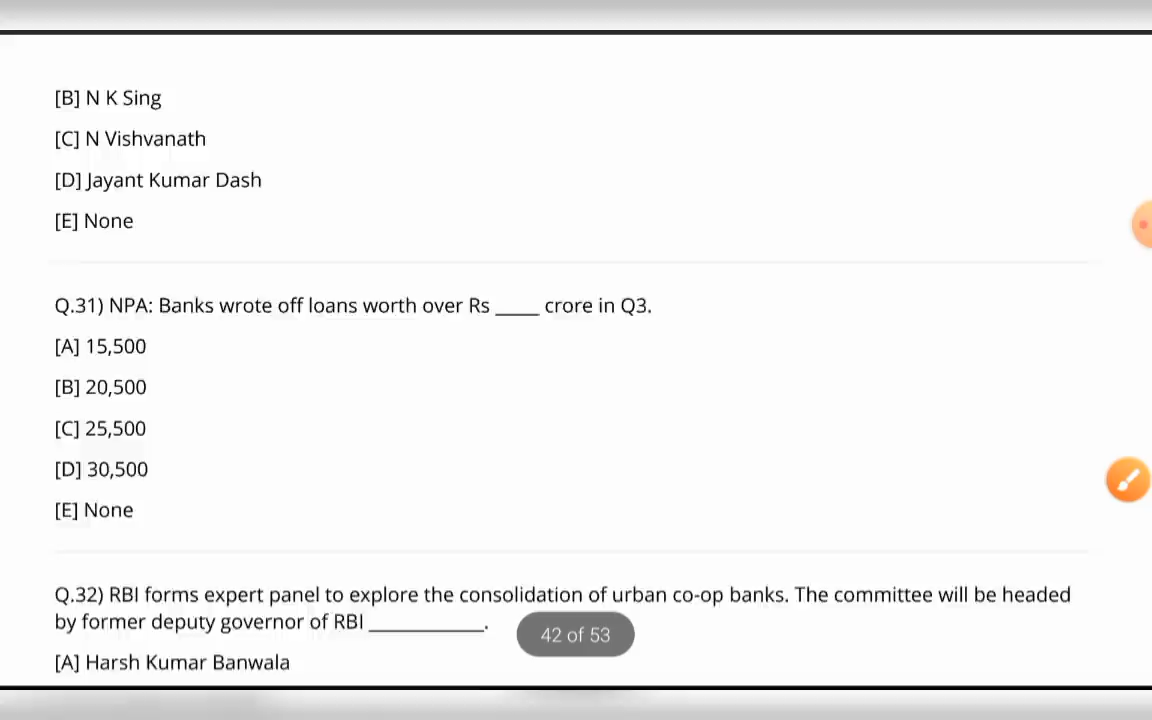 [B] N K Sing
[C] N Vishvanath
[D] Jayant Kumar Dash
[E] None
Q.31) NPA: Banks wrote off loans worth over Rs ____ crore in Q3.
[A] 15,500
[B] 20,500
[C] 25,500
[D] 30,500
[E] None
Q.32) RBI forms expert panel to explore the consolidation of urban co-op banks. The committee will be headed
by former deputy governor of RBI ___________.
42 of 53
[A] Harsh Kumar Banwala